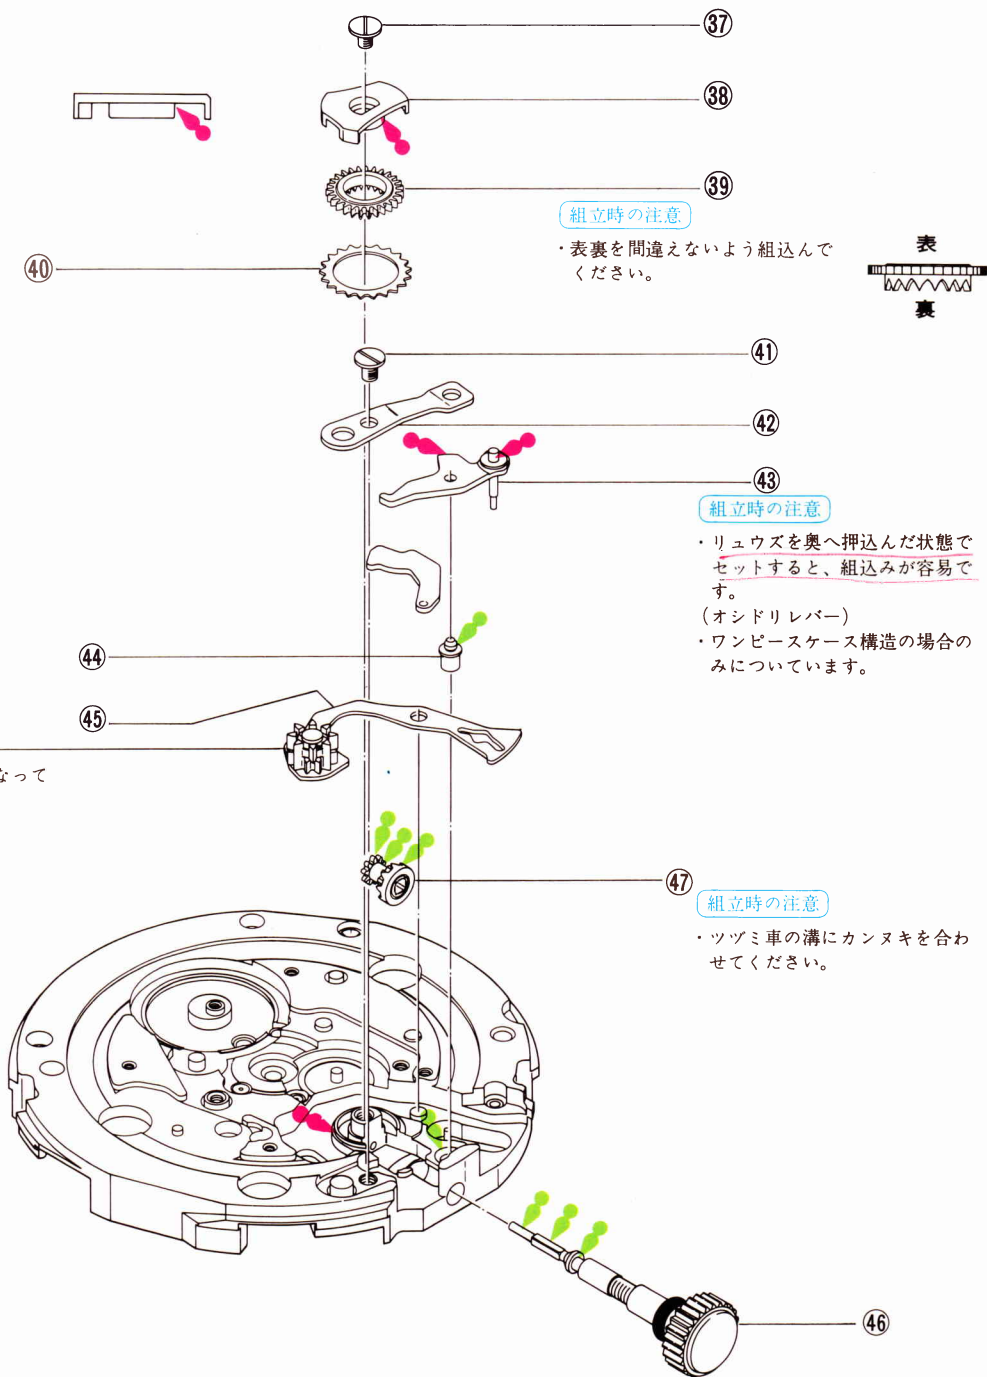 ㊲
㊳
㊴
組立時の注意
・表裏を間違えないよう組込んで
ください。
表
裏
㊵
㊶
㊷
㊸
組立時の注意
・リュウズを奥へ押込んだ状態で
セットすると、組込みが容易で
す。
(オシドリレバー)
・ワンピースケース構造の場合の
みについています。
㊹
㊺
なって
㊼
組立時の注意
・ツヅミ車の溝にカンヌキを合わ
せてください。
㊻